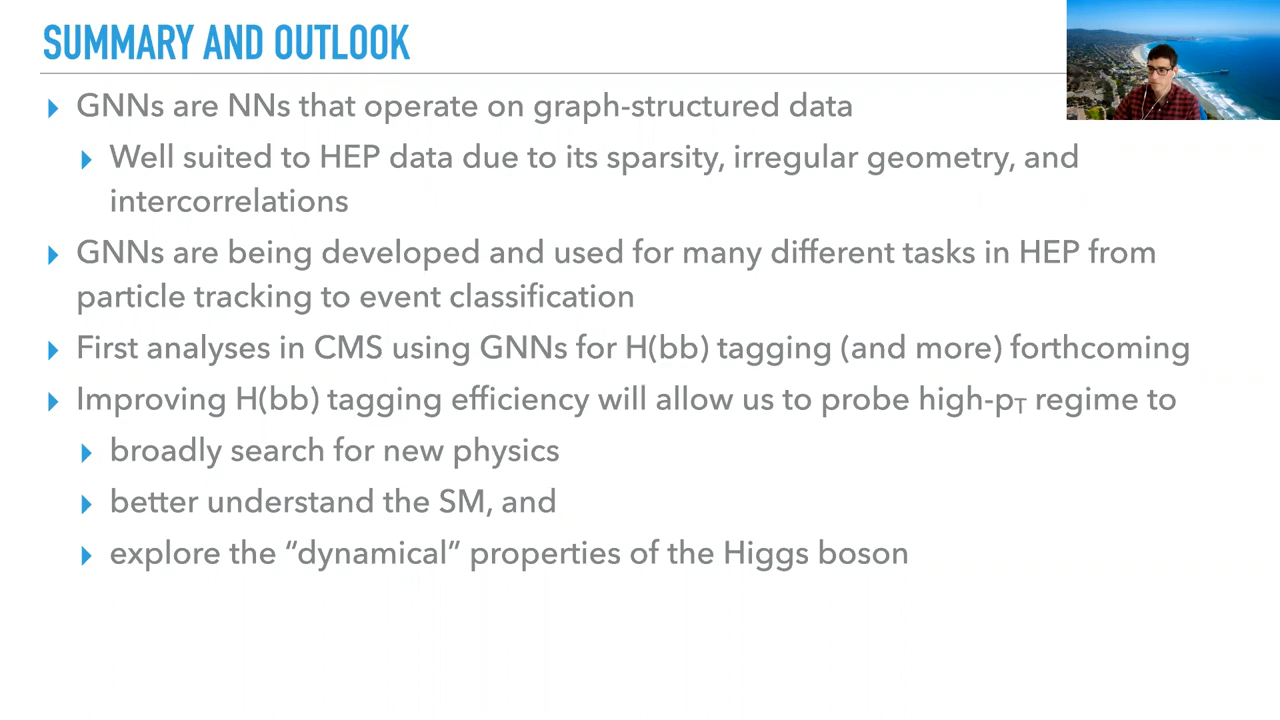 SUMMARY AND OUTLOOK
GNNs are NNs that operate on graph-structured data
Well suited to HEP data due to its sparsity, irregular geometry, and
intercorrelations
GNNs are being developed and used for many different tasks in HEP from
particle tracking to event classification
First analyses in CMS using GNNs for H(bb) tagging (and more) forthcoming
Improving H(bb) tagging efficiency will allow us to probe high-pT regime to
broadly search for new physics
better understand the SM, and
explore the “dynamical” properties of the Higgs boson